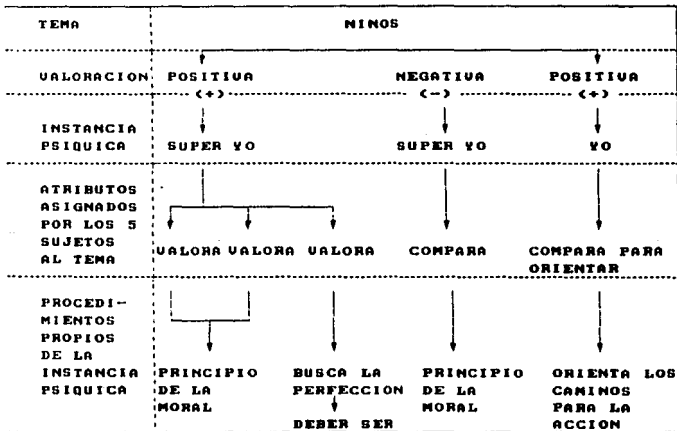 TEMA NINOS
VALORACION POSITIVA NEGATIVA POSITIVA
(+) (-) (+)
INSTANCIA
PSIQUICA SUPER YO SUPER YO YO
ATRIBUTOS
ASIGNADOS
POR LOS 5
SUJETOS
AL TEMA
VALORA VALORA VALORA COMPARA COMPARA PARA
ORIENTAR
PROCEDI-
MIENTOS
PROPIOS
DE LA
INSTANCIA
PSIQUICA
PRINCIPIO
DE LA
MORAL
BUSCA LA
PERFECCION
DEBER SER
PRINCIPIO
DE LA
MORAL
ORIENTA LOS
CAMINOS
PARA LA
ACCION